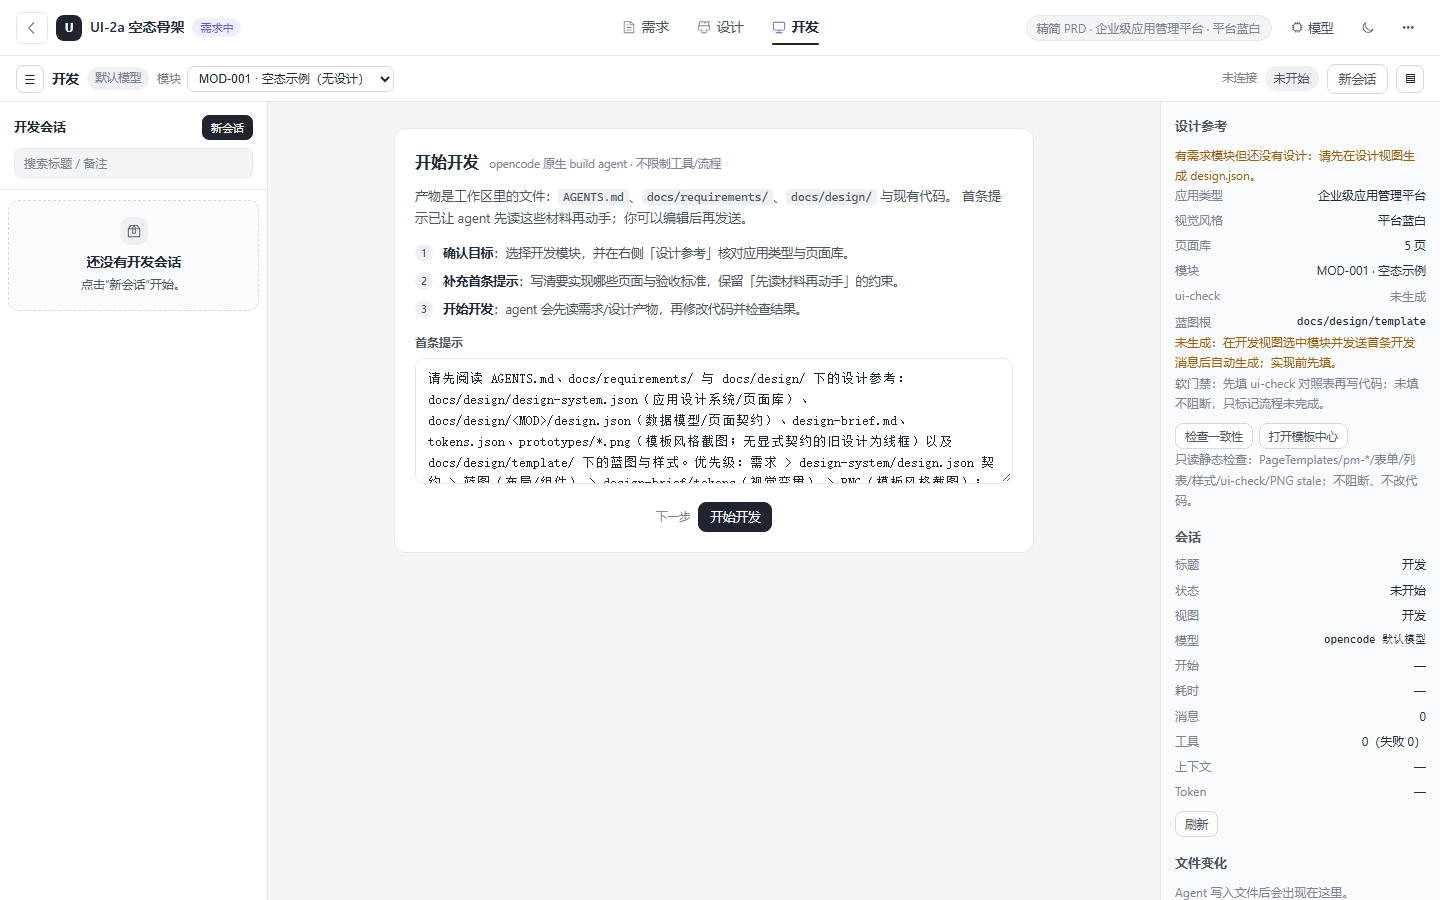 U UI-2a 空态骨架 需求中 需求 设计 开发 精简 PRD · 企业级应用管理平台 · 平台蓝白 模型
开发 默认模型 模块 MOD-001 · 空态示例（无设计） 未连接 未开始 新会话
开发会话 新会话
搜索标题 / 备注
还没有开发会话
点击“新会话”开始。
开始开发 opencode 原生 build agent · 不限制工具/流程
产物是工作区里的文件： AGENTS.md 、 docs/requirements/ 、 docs/design/ 与现有代码。 首条提
示已让 agent 先读这些材料再动手；你可以编辑后再发送。
1 确认目标：选择开发模块，并在右侧「设计参考」核对应用类型与页面库。
2 补充首条提示：写清要实现哪些页面与验收标准，保留「先读材料再动手」的约束。
3 开始开发：agent 会先读需求/设计产物，再修改代码并检查结果。
首条提示
请先阅读 AGENTS.md、docs/requirements/ 与 docs/design/ 下的设计参考：
docs/design/design-system.json（应用设计系统/页面库）、
docs/design/<MOD>/design.json（数据模型/页面契约）、design-brief.md、
tokens.json、prototypes/*.png（模板风格截图；无显式契约的旧设计为线框）以及
docs/design/template/ 下的蓝图与样式。优先级：需求 > design-system/design.json 契
约 > 蓝图（布局/组件） > design-brief/tokens（视觉变用） > PNG（模板风格截图）；
下一步 开始开发
设计参考
有需求模块但还没有设计：请先在设计视图生
成 design.json。
应用类型 企业级应用管理平台
视觉风格 平台蓝白
页面库 5 页
模块 MOD-001 · 空态示例
ui-check 未生成
蓝图根 docs/design/template
未生成：在开发视图选中模块并发送首条开发
消息后自动生成；实现前先填。
软门禁：先填 ui-check 对照表再写代码；未填
不阻断，只标记流程未完成。
检查一致性 打开模板中心
只读静态检查：PageTemplates/pm-*/表单/列
表/样式/ui-check/PNG stale；不阻断、不改代
码。
会话
标题 开发
状态 未开始
视图 开发
模型 opencode 默认模型
开始 —
耗时 —
消息 0
工具 0（失败 0）
上下文 —
Token —
刷新
文件变化
Agent 写入文件后会出现在这里。